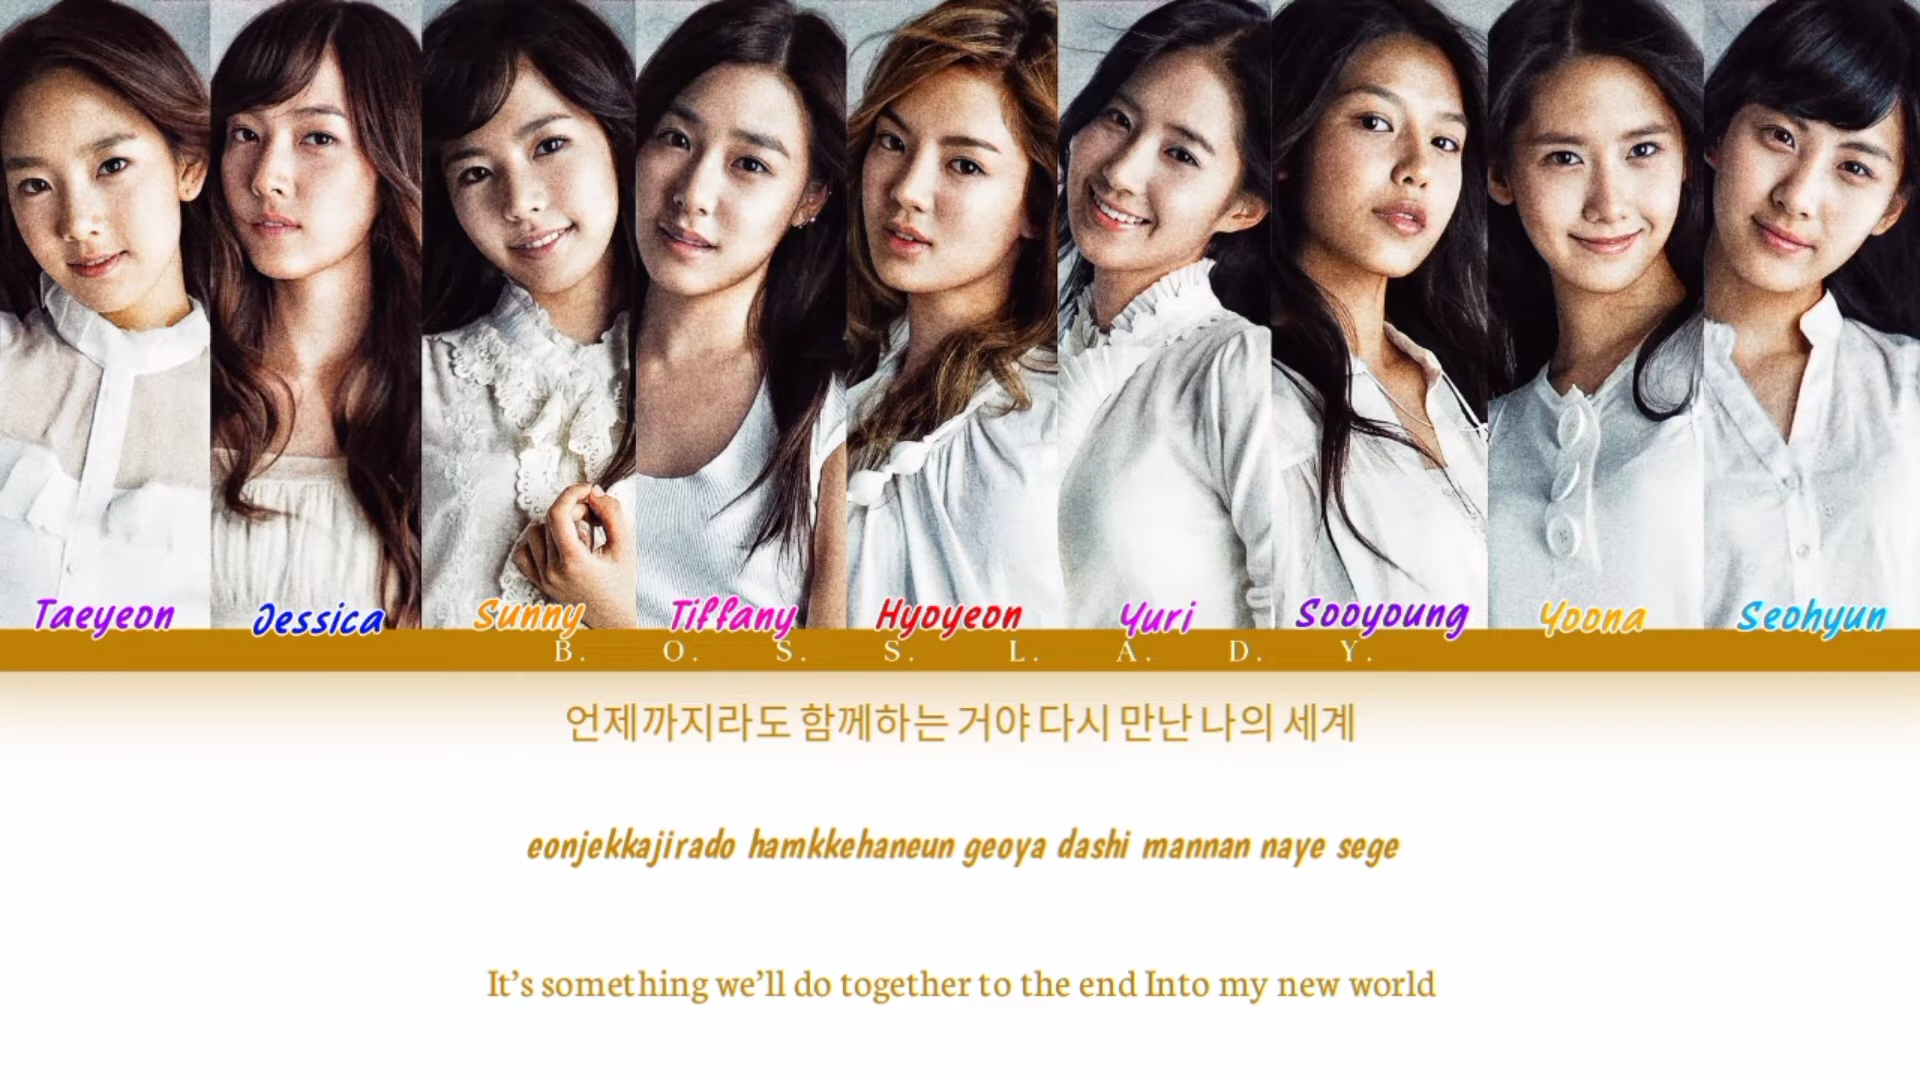 Taeyeon Jessica Sunny Tiffany Hyoyeon Yuri Sooyoung Yoona Seohyun
B. O. S. S. L. A. D. Y.
언제까지라도 함께하는 거야 다시 만난 나의 세계
eonjekkajirado hamkkehaneun geoya dashi mannan naye sege
It’s something we’ll do together to the end Into my new world